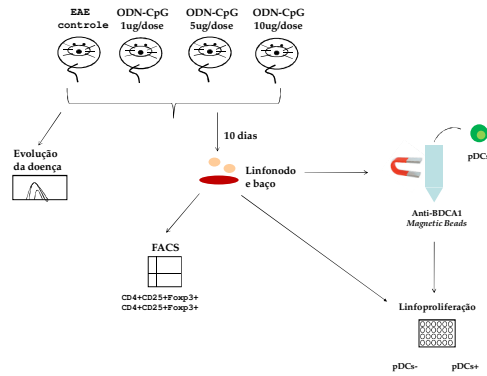 EAE
controle
ODN-CpG
1ug/dose
ODN-CpG
5ug/dose
ODN-CpG
10ug/dose
10 dias
Evolução
da doença
Linfonodo
e baço
pDCs
Anti-BDCA1
Magnetic Beads
FACS
CD4+CD25+Foxp3+
CD4+CD25+Foxp3+
Linfoproliferação
pDCs- pDCs+